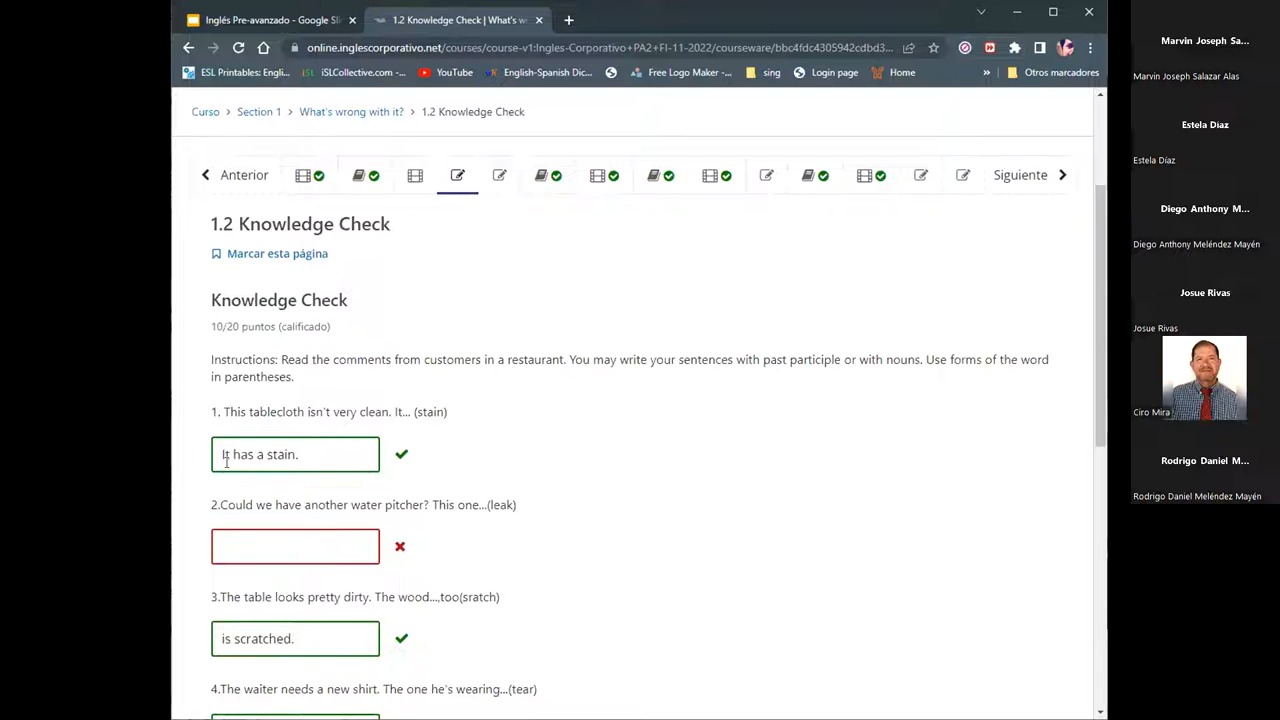 Inglés Pre-avanzado - Google Sli
1.2 Knowledge Check | What's w
online.inglescorporativo.net/courses/course-v1:Ingles-Corporativo+PA2+FI-11-2022/courseware/bbc4fdc4305942cdbd3...
ESL Printables: Engli...
iSLCollective.com -...
YouTube
English-Spanish Dic...
Free Logo Maker -...
sing
Login page
Home
»
Otros marcadores
Curso > Section 1 > What's wrong with it? > 1.2 Knowledge Check
Anterior
Siguiente
1.2 Knowledge Check
Marcar esta página
Knowledge Check
10/20 puntos (calificado)
Instructions: Read the comments from customers in a restaurant. You may write your sentences with past participle or with nouns. Use forms of the word
in parentheses.
1. This tablecloth isn't very clean. It... (stain)
It has a stain.
2.Could we have another water pitcher? This one...(leak)
3.The table looks pretty dirty. The wood...,too(sratch)
is scratched.
4.The waiter needs a new shirt. The one he's wearing...(tear)
Marvin Joseph Sa...
Marvin Joseph Salazar Alas
Estela Diaz
Estela Díaz
Diego Anthony M...
Diego Anthony Meléndez Mayén
Josue Rivas
Josue Rivas
Ciro Mira
Rodrigo Daniel M...
Rodrigo Daniel Meléndez Mayén